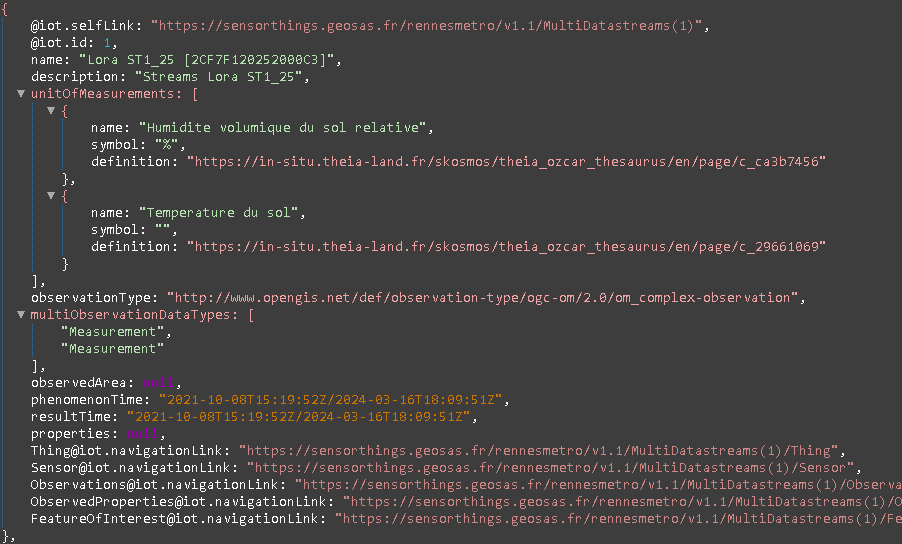 {
@iot.selfLink: "https://sensorthings.geosas.fr/rennesmetro/v1.1/MultiDatastreams(1)",
@iot.id: 1,
name: "Lora ST1_25 [2CF7F120252000C3]",
description: "Streams Lora ST1_25",
unitOfMeasurements: [
{
name: "Humidite volumique du sol relative",
symbol: "%",
definition: "https://in-situ.theia-land.fr/skosmos/theia_ozcar_thesaurus/en/page/c_ca3b7456"
},
{
name: "Temperature du sol",
symbol: "",
definition: "https://in-situ.theia-land.fr/skosmos/theia_ozcar_thesaurus/en/page/c_29661069"
}
],
observationType: "http://www.opengis.net/def/observation-type/ogc-om/2.0/om_complex-observation",
multiObservationDataTypes: [
"Measurement",
"Measurement"
],
observedArea: null,
phenomenonTime: "2021-10-08T15:19:52Z/2024-03-16T18:09:51Z",
resultTime: "2021-10-08T15:19:52Z/2024-03-16T18:09:51Z",
properties: null,
Thing@iot.navigationLink: "https://sensorthings.geosas.fr/rennesmetro/v1.1/MultiDatastreams(1)/Thing",
Sensor@iot.navigationLink: "https://sensorthings.geosas.fr/rennesmetro/v1.1/MultiDatastreams(1)/Sensor",
Observations@iot.navigationLink: "https://sensorthings.geosas.fr/rennesmetro/v1.1/MultiDatastreams(1)/Observa
ObservedProperties@iot.navigationLink: "https://sensorthings.geosas.fr/rennesmetro/v1.1/MultiDatastreams(1)/O
FeatureOfInterest@iot.navigationLink: "https://sensorthings.geosas.fr/rennesmetro/v1.1/MultiDatastreams(1)/Fe
},